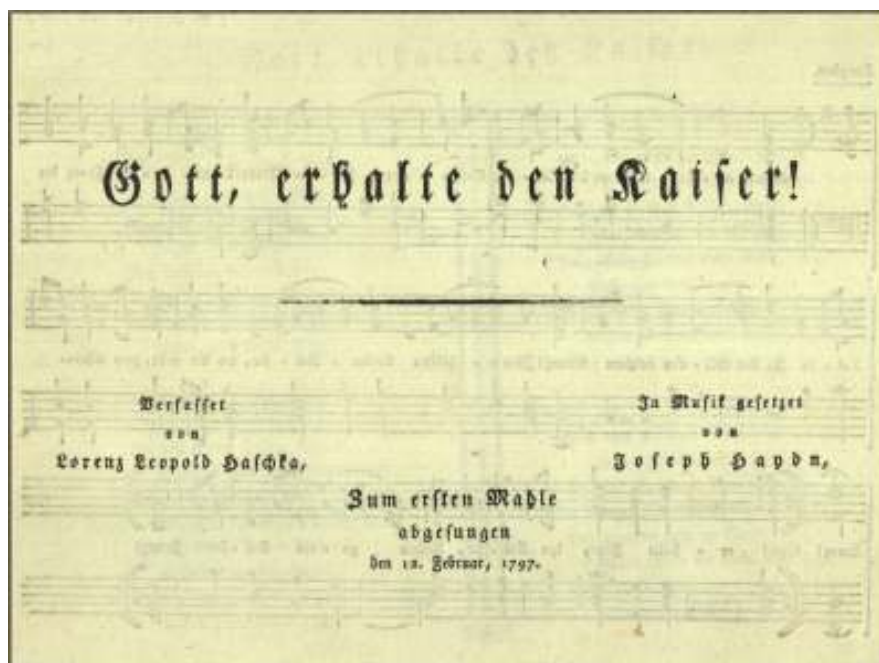 Gott, erhalte den Kaiser!
Verfasset
von
Lorenz Leopold Haschka,
In Musik gesetzet
von
Joseph Haydn,
Zum ersten Mahle
abgesungen
den 12. Februar, 1797.